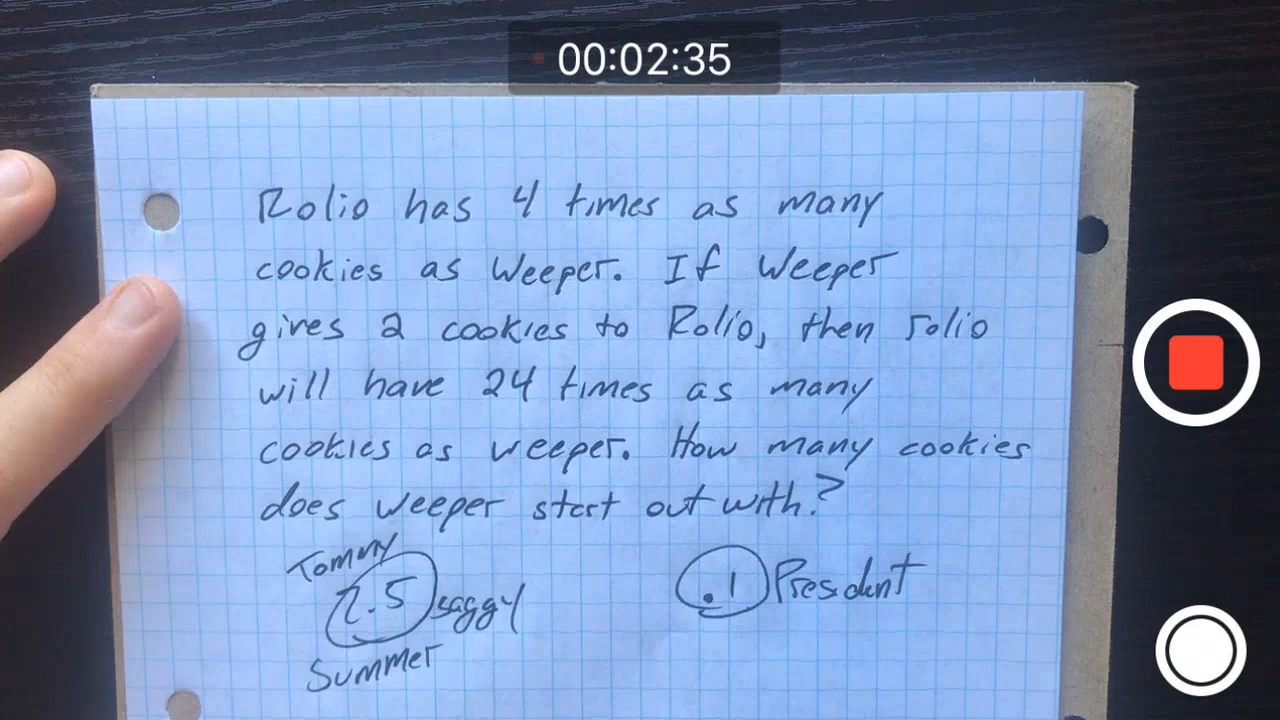 00:02:35
Rolio has 4 times as many
cookies as Weeper. If Weeper
gives 2 cookies to Rolio, then rolio
will have 24 times as many
cookies as weeper. How many cookies
does weeper start out with?
Tommy
2.5 saggy
.1 President
Summer